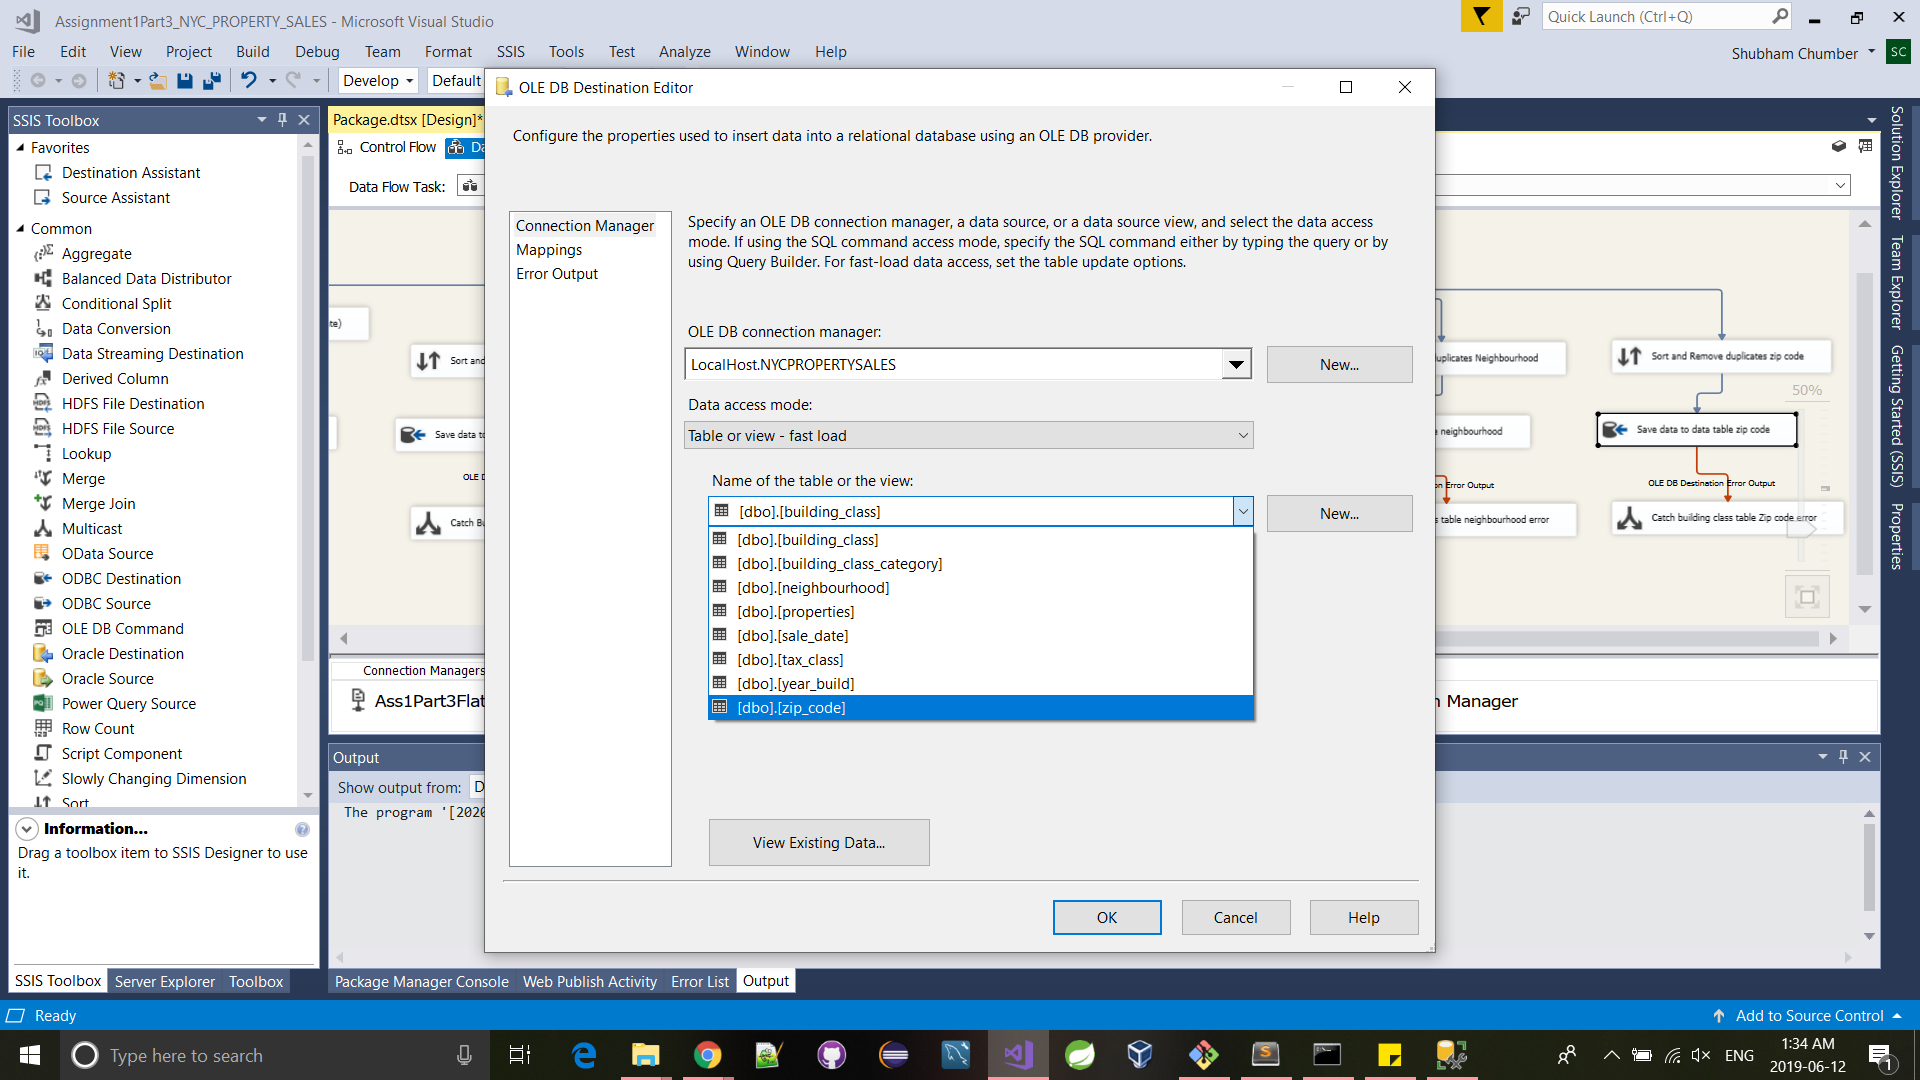 Assignment1Part3_NYC_PROPERTY_SALES - Microsoft Visual Studio
Quick Launch (Ctrl+Q)
File Edit View Project Build Debug Team Format SSIS Tools Test Analyze Window Help
Shubham Chumber SC
Develop Default
SSIS Toolbox
Favorites
Destination Assistant
Source Assistant
Common
Aggregate
Balanced Data Distributor
Conditional Split
Data Conversion
Data Streaming Destination
Derived Column
HDFS File Destination
HDFS File Source
Lookup
Merge
Merge Join
Multicast
OData Source
ODBC Destination
ODBC Source
OLE DB Command
Oracle Destination
Oracle Source
Power Query Source
Row Count
Script Component
Slowly Changing Dimension
Sort
Information...
Drag a toolbox item to SSIS Designer to use
it.
SSIS Toolbox Server Explorer Toolbox
Package.dtsx [Design]*
Control Flow Da
Data Flow Task:
te)
Sort and
Save data to
OLE D
Catch Bu
Connection Managers
Ass1Part3Flat
Output
Show output from: D
The program '[2020
Package Manager Console Web Publish Activity Error List Output
OLE DB Destination Editor
Configure the properties used to insert data into a relational database using an OLE DB provider.
Connection Manager
Mappings
Error Output
Specify an OLE DB connection manager, a data source, or a data source view, and select the data access
mode. If using the SQL command access mode, specify the SQL command either by typing the query or by
using Query Builder. For fast-load data access, set the table update options.
OLE DB connection manager:
LocalHost.NYCPROPERTYSALES New...
Data access mode:
Table or view - fast load
Name of the table or the view:
[dbo].[building_class] New...
[dbo].[building_class]
[dbo].[building_class_category]
[dbo].[neighbourhood]
[dbo].[properties]
[dbo].[sale_date]
[dbo].[tax_class]
[dbo].[year_build]
[dbo].[zip_code]
View Existing Data...
OK Cancel Help
uplicates Neighbourhood
Sort and Remove duplicates zip code
50%
e neighbourhood
Save data to data table zip code
on Error Output
OLE DB Destination Error Output
s table neighbourhood error
Catch building class table Zip code error
n Manager
Solution Explorer
Team Explorer
Getting Started (SSIS)
Properties
Ready
Add to Source Control
Type here to search
ENG
1:34 AM
2019-06-12
1